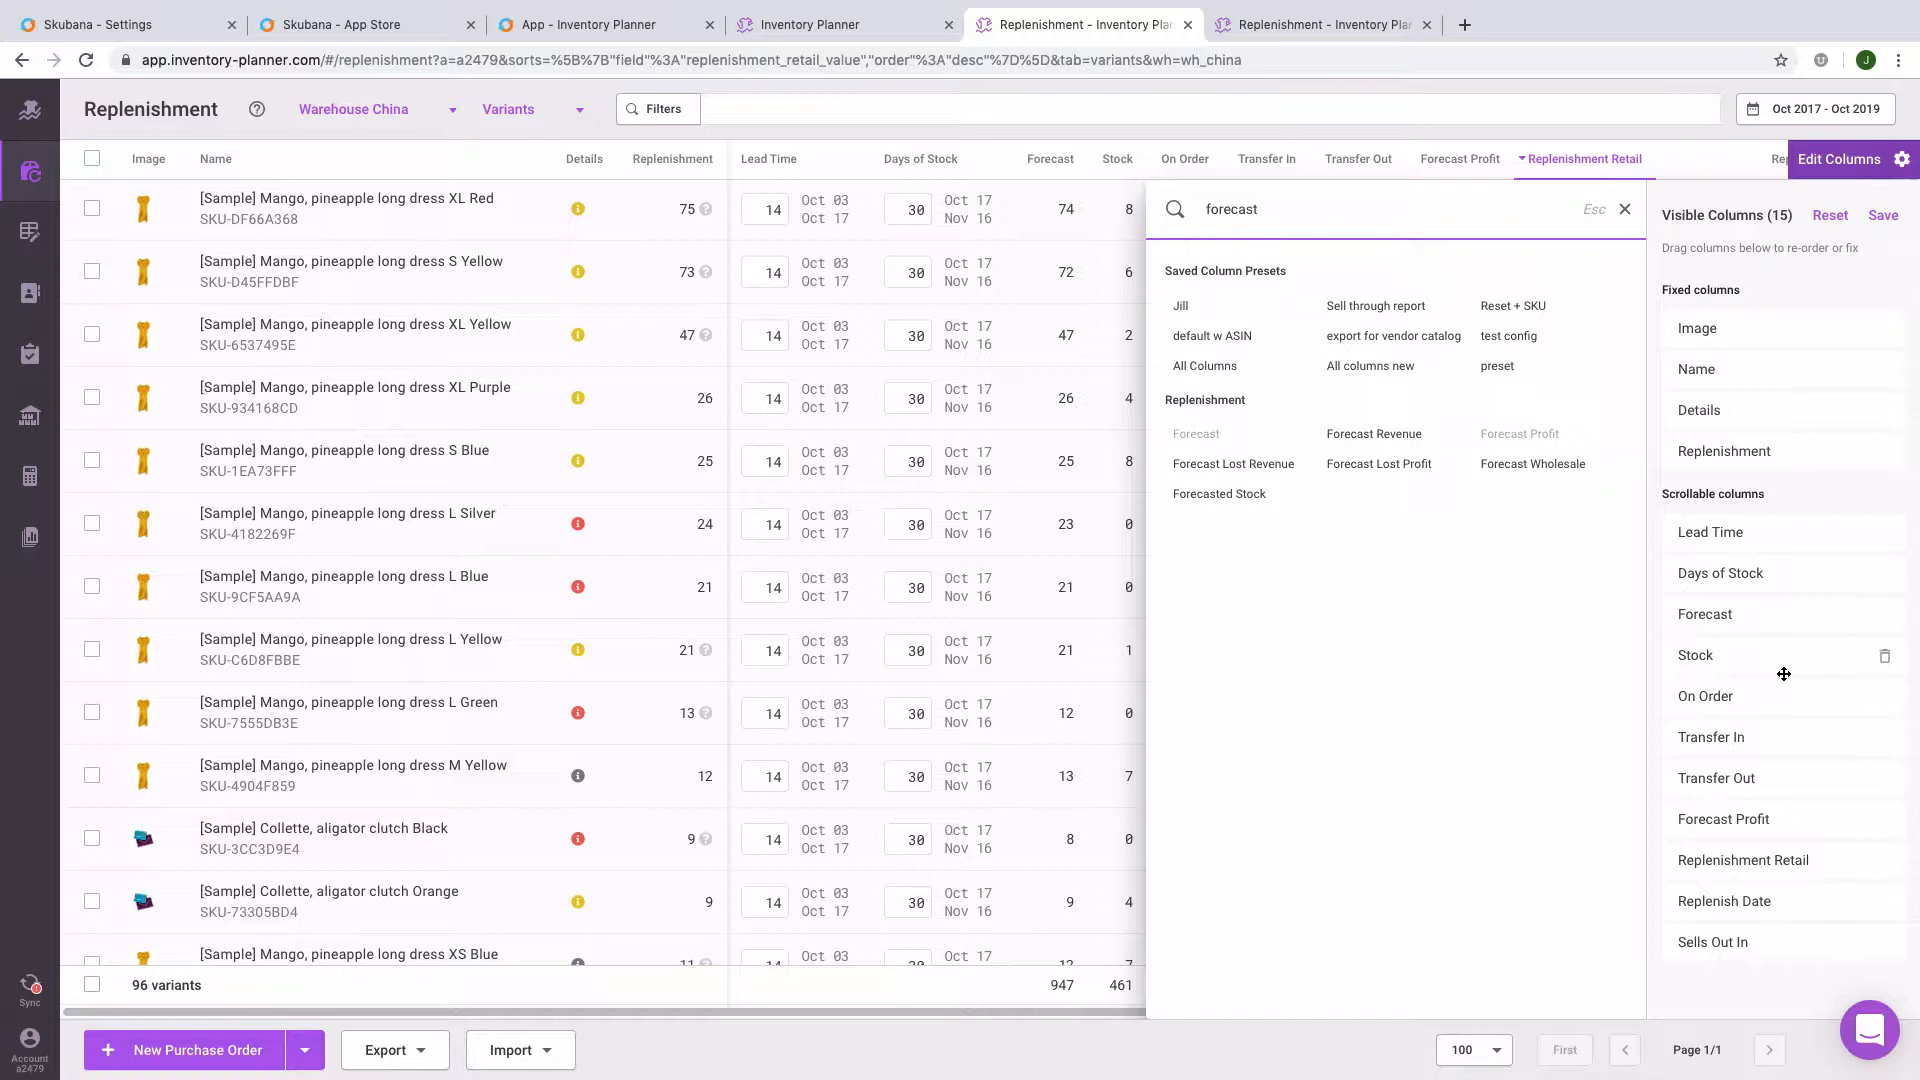 Skubana - Settings
Skubana - App Store
App - Inventory Planner
Inventory Planner
Replenishment - Inventory Plan
Replenishment - Inventory Plan
app.inventory-planner.com/#/replenishment?a=a2479&sorts=%5B%7B"field"%3A"replenishment_retail_value","order"%3A"desc"%7D%5D&tab=variants&wh=wh_china
J
Replenishment
Warehouse China
Variants
Filters
Oct 2017 - Oct 2019
Image Name Details Replenishment Lead Time Days of Stock Forecast Stock On Order Transfer In Transfer Out Forecast Profit Replenishment Retail
Edit Columns
[Sample] Mango, pineapple long dress XL Red
SKU-DF66A368
75 14 Oct 03 Oct 17 30 Oct 17 Nov 16 74 8
[Sample] Mango, pineapple long dress S Yellow
SKU-D45FFDBF
73 14 Oct 03 Oct 17 30 Oct 17 Nov 16 72 6
[Sample] Mango, pineapple long dress XL Yellow
SKU-6537495E
47 14 Oct 03 Oct 17 30 Oct 17 Nov 16 47 2
[Sample] Mango, pineapple long dress XL Purple
SKU-934168CD
26 14 Oct 03 Oct 17 30 Oct 17 Nov 16 26 4
[Sample] Mango, pineapple long dress S Blue
SKU-1EA73FFF
25 14 Oct 03 Oct 17 30 Oct 17 Nov 16 25 8
[Sample] Mango, pineapple long dress L Silver
SKU-4182269F
24 14 Oct 03 Oct 17 30 Oct 17 Nov 16 23 0
[Sample] Mango, pineapple long dress L Blue
SKU-9CF5AA9A
21 14 Oct 03 Oct 17 30 Oct 17 Nov 16 21 0
[Sample] Mango, pineapple long dress L Yellow
SKU-C6D8FBBE
21 14 Oct 03 Oct 17 30 Oct 17 Nov 16 21 1
[Sample] Mango, pineapple long dress L Green
SKU-7555DB3E
13 14 Oct 03 Oct 17 30 Oct 17 Nov 16 12 0
[Sample] Mango, pineapple long dress M Yellow
SKU-4904F859
12 14 Oct 03 Oct 17 30 Oct 17 Nov 16 13 7
[Sample] Collette, aligator clutch Black
SKU-3CC3D9E4
9 14 Oct 03 Oct 17 30 Oct 17 Nov 16 8 0
[Sample] Collette, aligator clutch Orange
SKU-73305BD4
9 14 Oct 03 Oct 17 30 Oct 17 Nov 16 9 4
[Sample] Mango, pineapple long dress XS Blue
Oct 03 Oct 17
96 variants 947 461
forecast
Esc
Saved Column Presets
Jill Sell through report Reset + SKU
default w ASIN export for vendor catalog test config
All Columns All columns new preset
Replenishment
Forecast Forecast Revenue Forecast Profit
Forecast Lost Revenue Forecast Lost Profit Forecast Wholesale
Forecasted Stock
Visible Columns (15) Reset Save
Drag columns below to re-order or fix
Fixed columns
Image
Name
Details
Replenishment
Scrollable columns
Lead Time
Days of Stock
Forecast
Stock
On Order
Transfer In
Transfer Out
Forecast Profit
Replenishment Retail
Replenish Date
Sells Out In
Sync
Account
a2479
+ New Purchase Order
Export
Import
100
First
Page 1/1